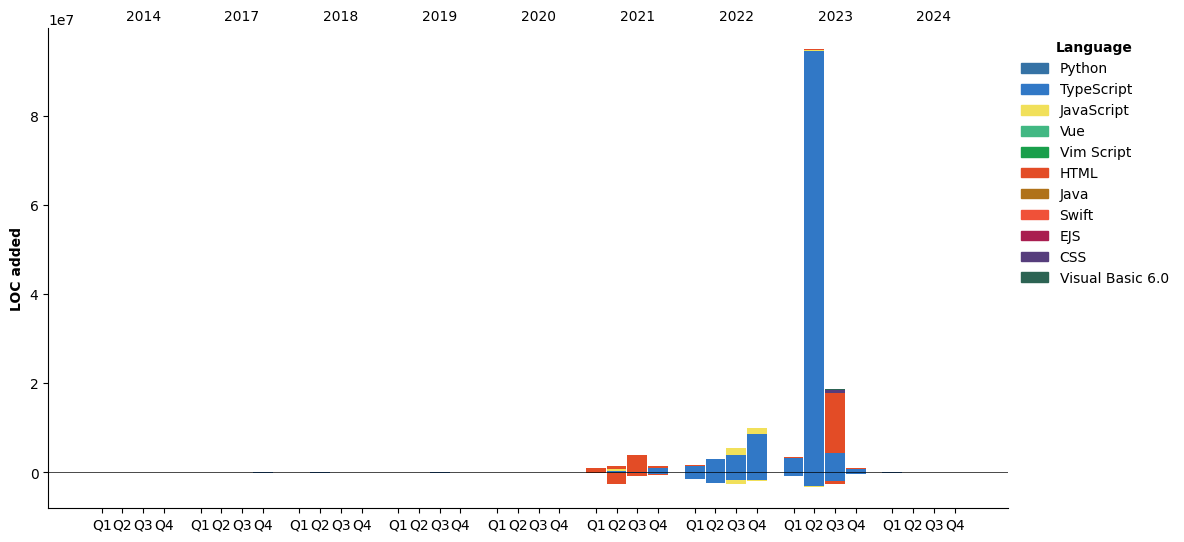 2014 2017 2018 2019 2020 2021 2022 2023 2024
1e7
8
6
4
2
0
LOC added
Q1 Q2 Q3 Q4 Q1 Q2 Q3 Q4 Q1 Q2 Q3 Q4 Q1 Q2 Q3 Q4 Q1 Q2 Q3 Q4 Q1 Q2 Q3 Q4 Q1 Q2 Q3 Q4 Q1 Q2 Q3 Q4 Q1 Q2 Q3 Q4
Language
Python
TypeScript
JavaScript
Vue
Vim Script
HTML
Java
Swift
EJS
CSS
Visual Basic 6.0